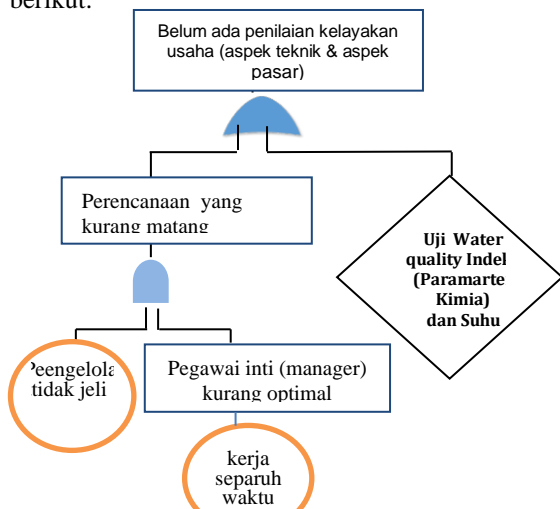 berikut:
Belum ada penilaian kelayakan
usaha (aspek teknik & aspek
pasar)
Perencanaan yang
kurang matang
Uji Water
quality Indel
(Paramarte
Kimia)
dan Suhu
Peengelola
tidak jeli
Pegawai inti (manager)
kurang optimal
kerja
separuh
waktu